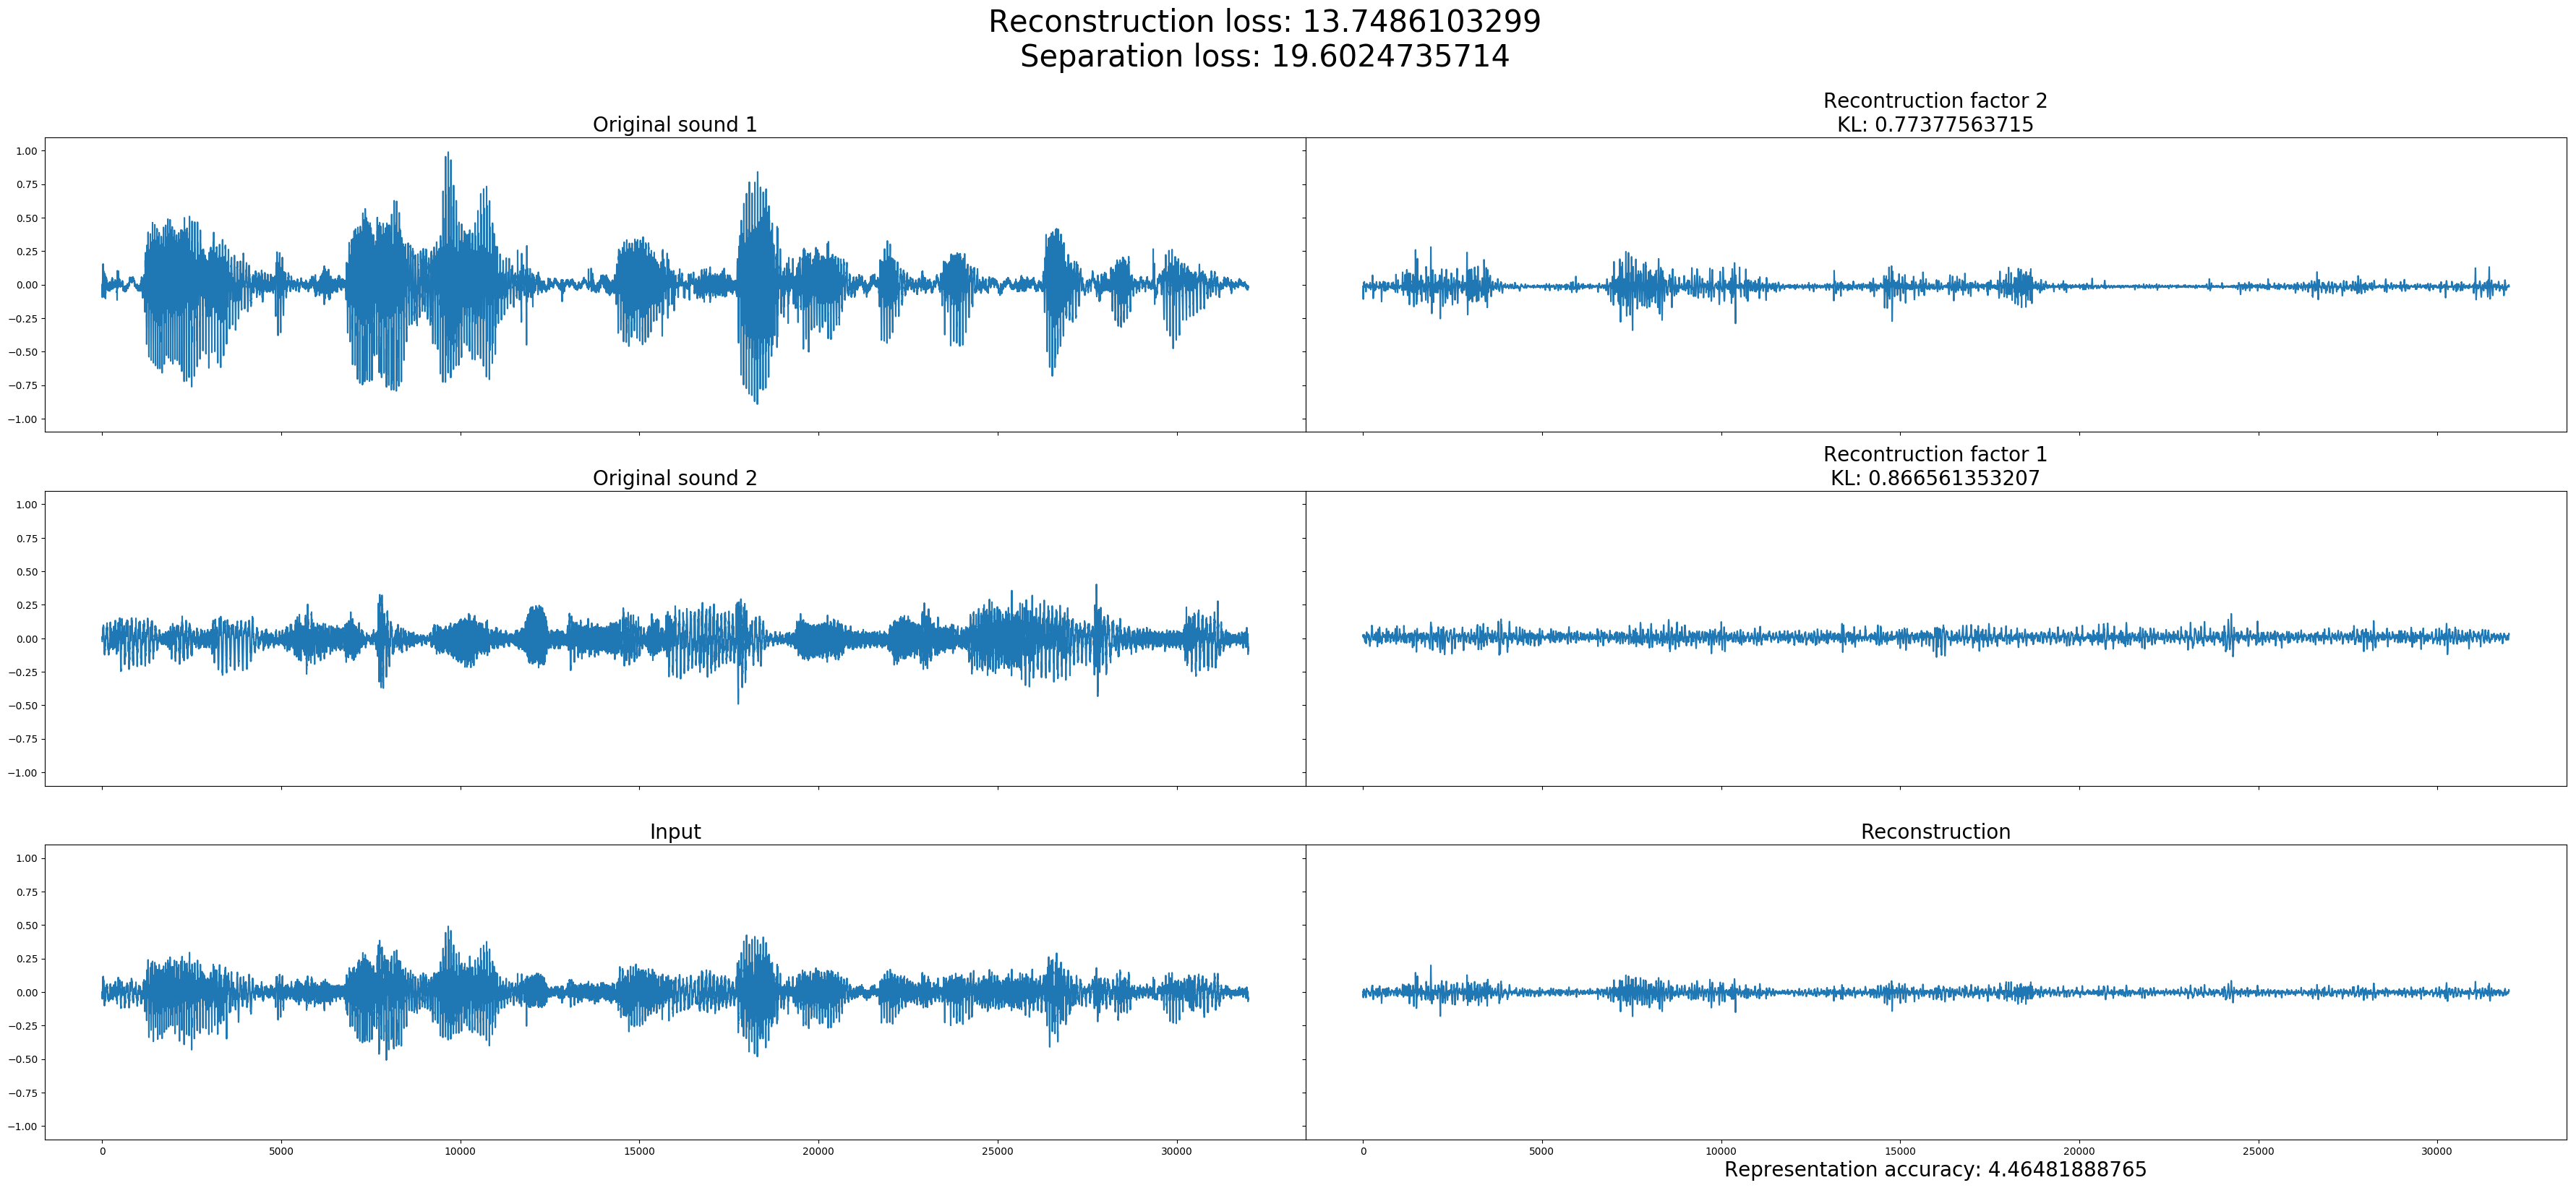 Reconstruction loss: 13.7486103299
Separation loss: 19.6024735714
Original sound 1
Recontruction factor 2
KL: 0.77377563715
1.00
0.75
0.50
0.25
0.00
−0.25
−0.50
−0.75
−1.00
Original sound 2
Recontruction factor 1
KL: 0.866561353207
1.00
0.75
0.50
0.25
0.00
−0.25
−0.50
−0.75
−1.00
Input
Reconstruction
1.00
0.75
0.50
0.25
0.00
−0.25
−0.50
−0.75
−1.00
0 5000 10000 15000 20000 25000 30000
0 5000 10000 15000 20000 25000 30000
Representation accuracy: 4.46481888765